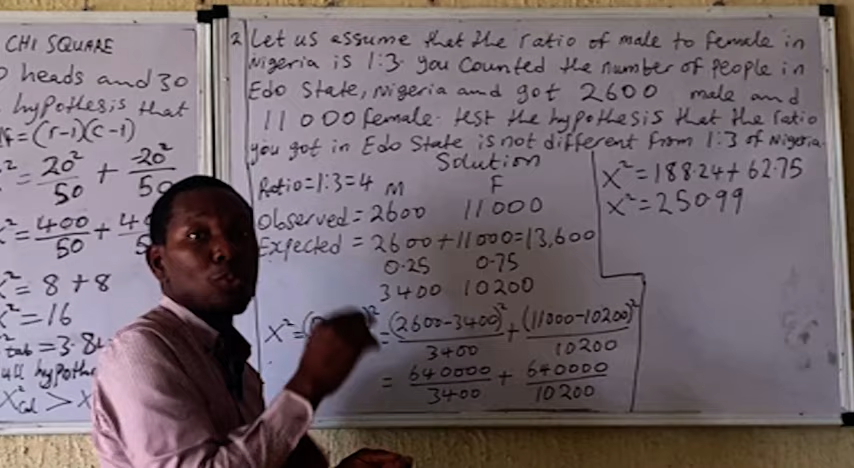 CHI SQUARE
heads and 30
hypothesis that
=(r-1)(c-1)
= 20²/50 + -20²/50
= 400/50 +
= 8 + 8
= 16
tab = 3.8
X²cal > X
2 Let us assume that the ratio of male to female in
Nigeria is 1:3. You counted the number of people in
Edo State, Nigeria and got 2600 male and
11000 female. test the hypothesis that the ratio
you got in Edo State is not different from 1:3 of Nigeria.
Solution
Ratio=1:3=4 M F
Observed = 2600 11000
Expected = 2600+11000=13,600
0.25 0.75
3400 10200
X² = = (2600-3400)²/3400 + (11000-10200)²/10200
= 640000/3400 + 640000/10200
X² = 188.24 + 62.75
X² = 250.99